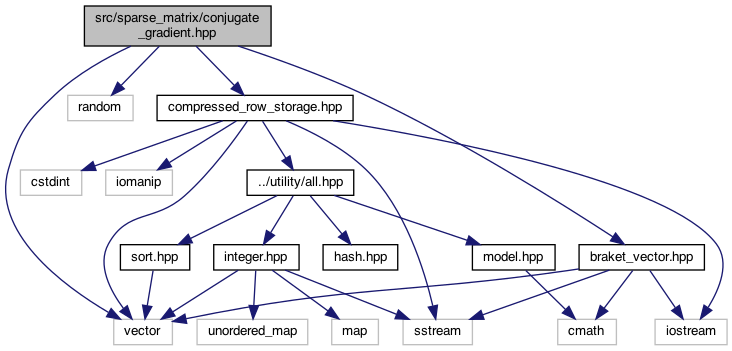 src/sparse_matrix/conjugate
_gradient.hpp
random
compressed_row_storage.hpp
cstdint
iomanip
../utility/all.hpp
sort.hpp
integer.hpp
hash.hpp
model.hpp
braket_vector.hpp
vector
unordered_map
map
sstream
cmath
iostream